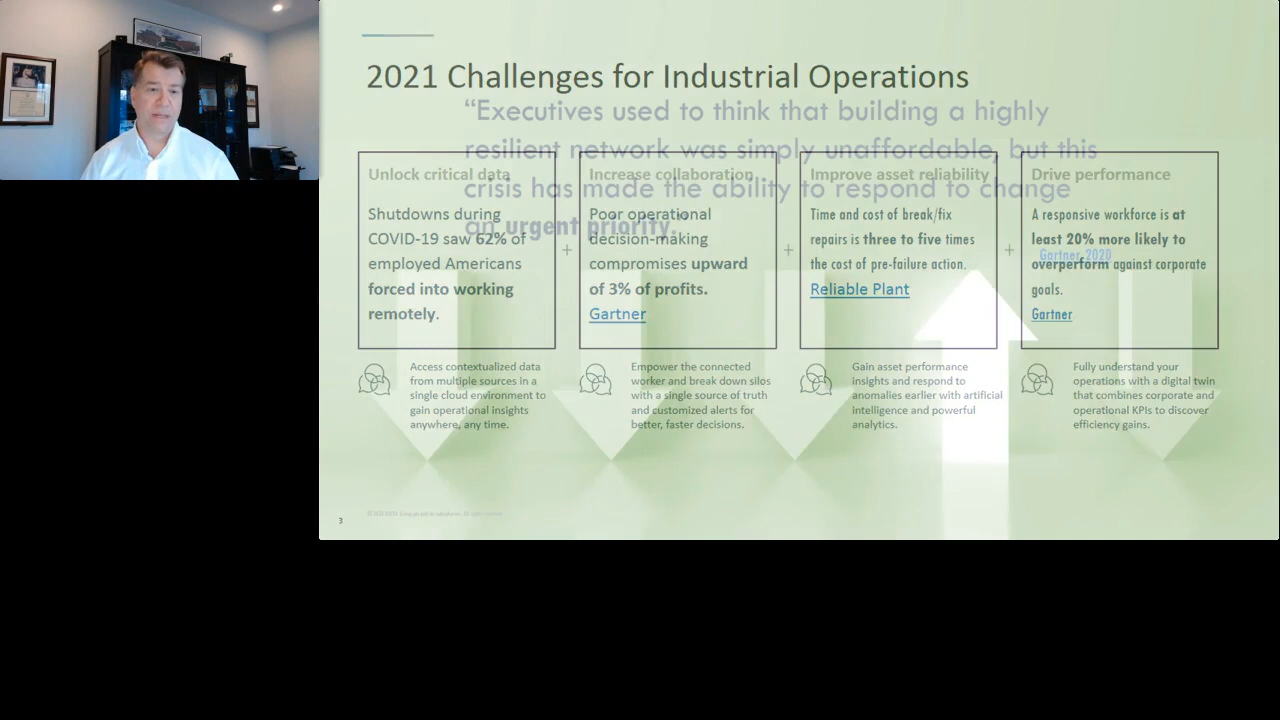 2021 Challenges for Industrial Operations
“Executives used to think that building a highly
resilient network was simply unaffordable, but this
crisis has made the ability to respond to change
an urgent priority.”
Gartner 2020
Unlock critical data
Shutdowns during
COVID-19 saw 62% of
employed Americans
forced into working
remotely.
+
Increase collaboration
Poor operational
decision-making
compromises upward
of 3% of profits.
Gartner
+
Improve asset reliability
Time and cost of break/fix
repairs is three to five times
the cost of pre-failure action.
Reliable Plant
+
Drive performance
A responsive workforce is at
least 20% more likely to
overperform against corporate
goals.
Gartner
Access contextualized data
from multiple sources in a
single cloud environment to
gain operational insights
anywhere, any time.
Empower the connected
worker and break down silos
with a single source of truth
and customized alerts for
better, faster decisions.
Gain asset performance
insights and respond to
anomalies earlier with artificial
intelligence and powerful
analytics.
Fully understand your
operations with a digital twin
that combines corporate and
operational KPIs to discover
efficiency gains.
3